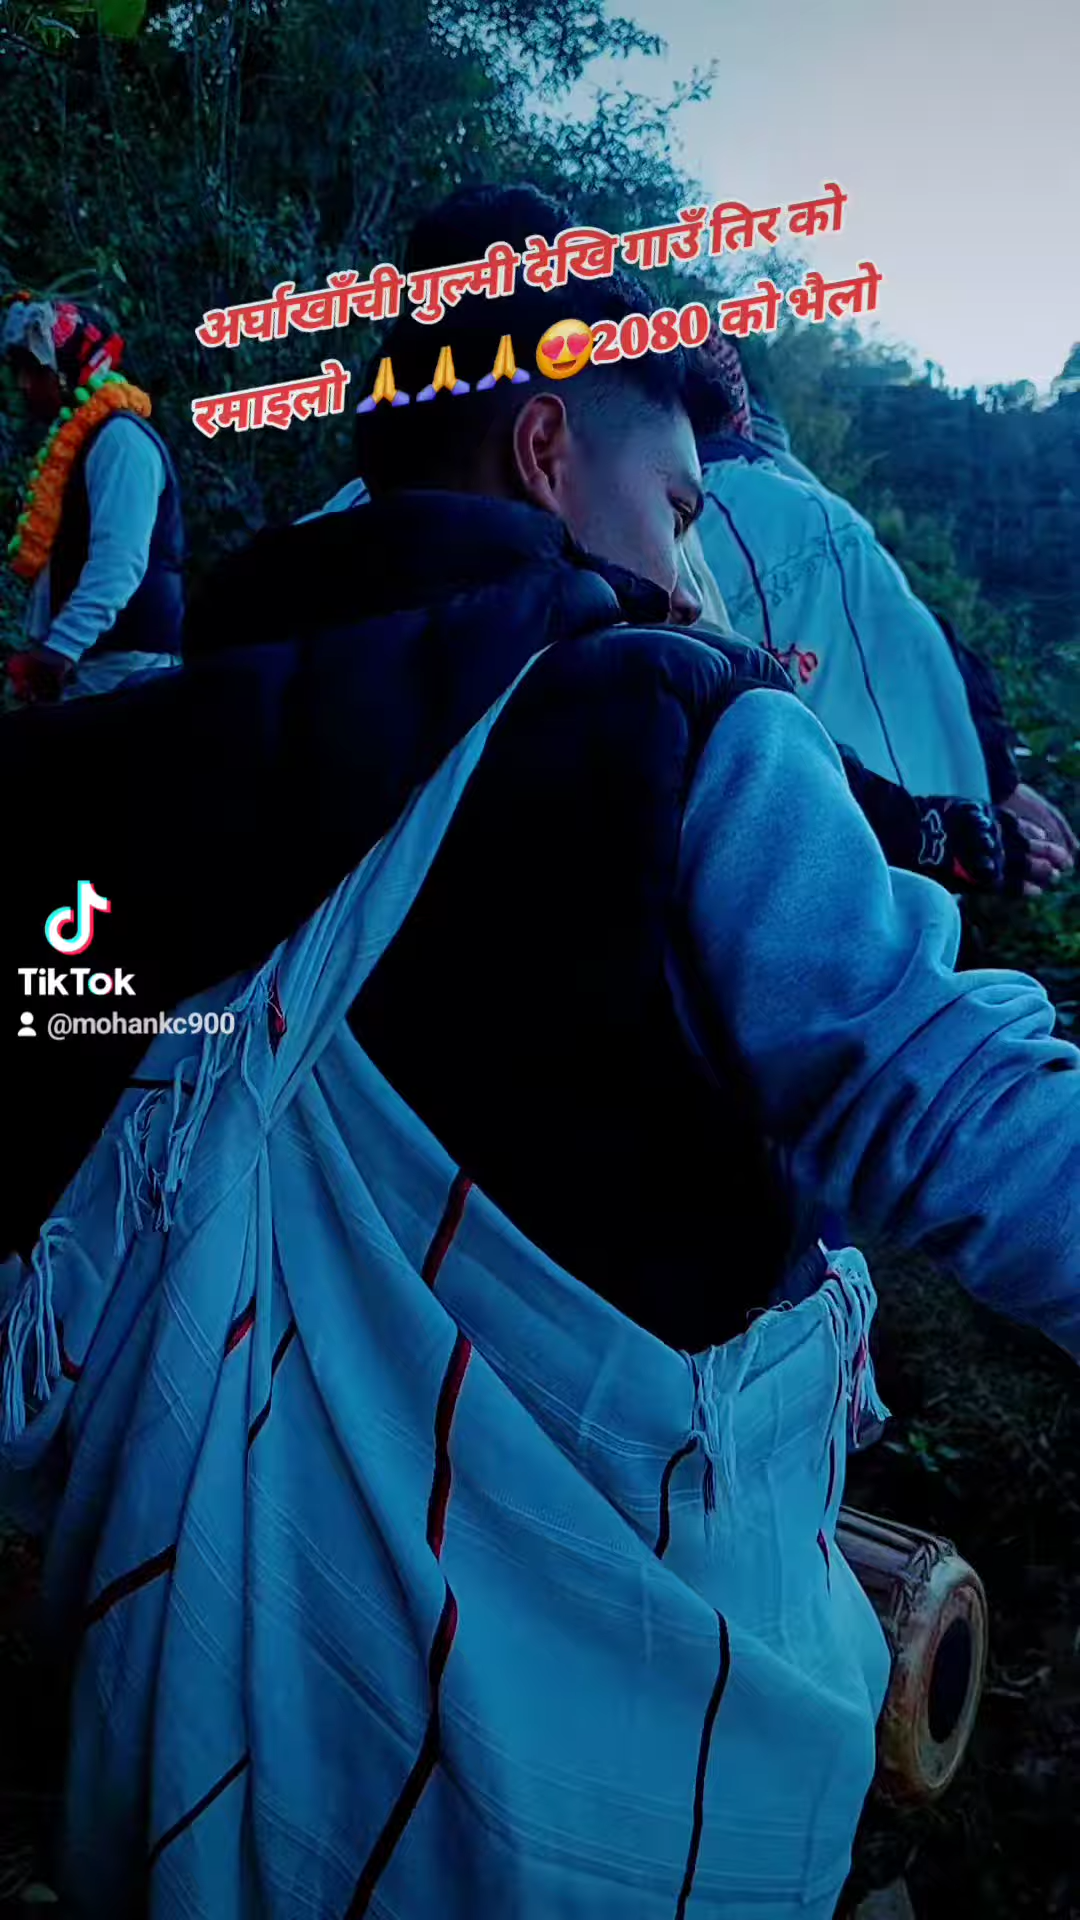 अर्घाखाँची गुल्मी देखि गाउँ तिर को
रमाइलो 🙏🙏🙏😍2080 को भैलो
TikTok
@mohankc900